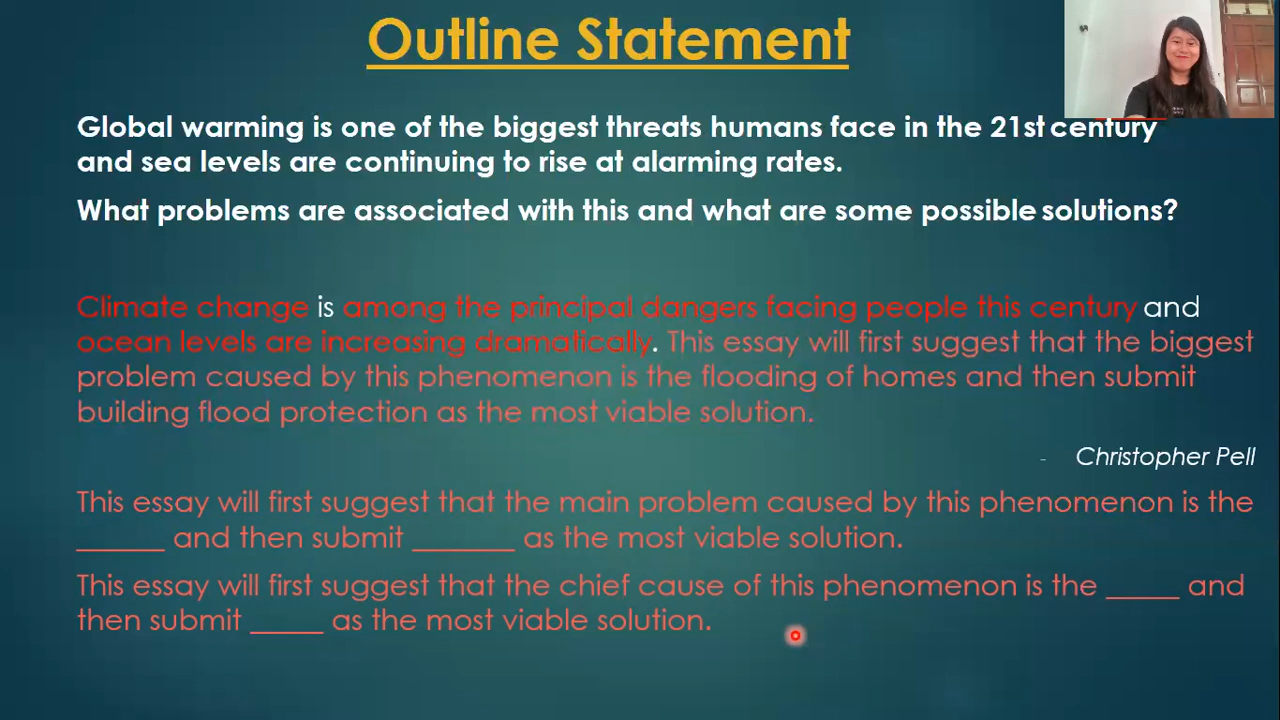 Outline Statement
Global warming is one of the biggest threats humans face in the 21st century
and sea levels are continuing to rise at alarming rates.
What problems are associated with this and what are some possible solutions?
Climate change is among the principal dangers facing people this century and
ocean levels are increasing dramatically. This essay will first suggest that the biggest
problem caused by this phenomenon is the flooding of homes and then submit
building flood protection as the most viable solution.
- Christopher Pell
This essay will first suggest that the main problem caused by this phenomenon is the
______ and then submit _______ as the most viable solution.
This essay will first suggest that the chief cause of this phenomenon is the _____ and
then submit _____ as the most viable solution.